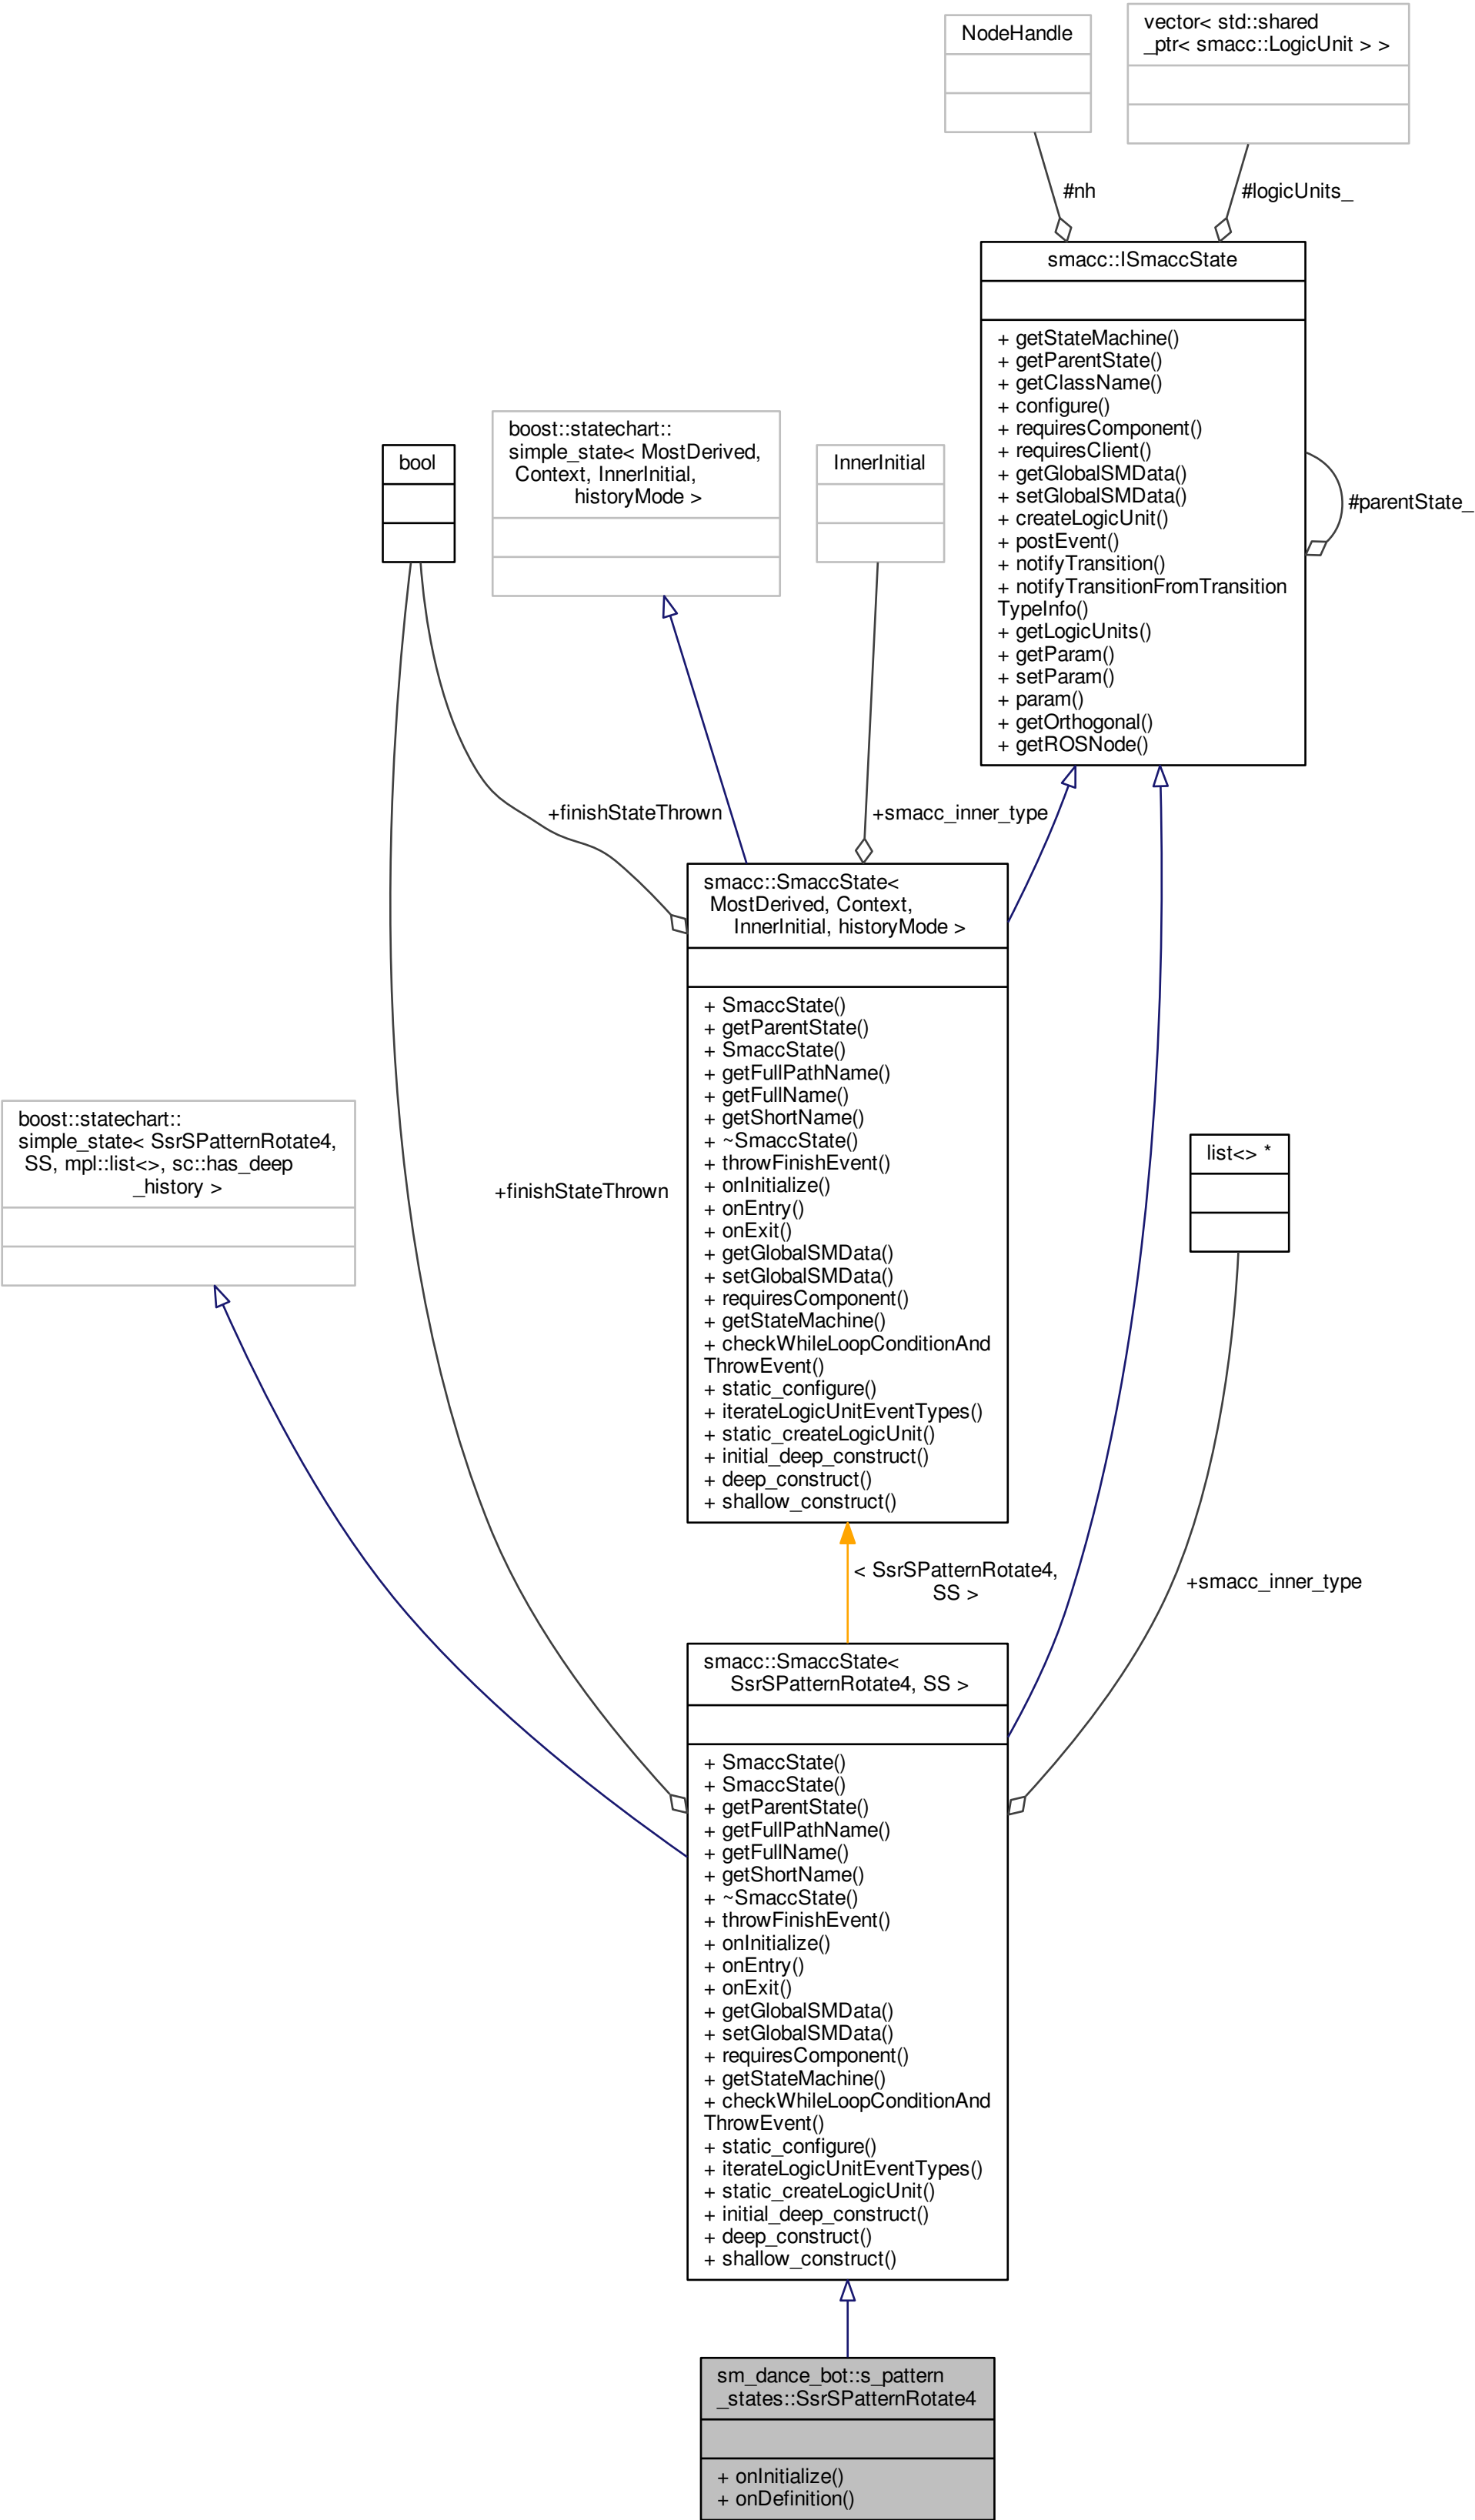 NodeHandle
vector< std::shared
_ptr< smacc::LogicUnit > >
#nh
#logicUnits_
smacc::ISmaccState
+ getStateMachine()
+ getParentState()
+ getClassName()
+ configure()
+ requiresComponent()
+ requiresClient()
+ getGlobalSMData()
+ setGlobalSMData()
+ createLogicUnit()
+ postEvent()
+ notifyTransition()
+ notifyTransitionFromTransition
TypeInfo()
+ getLogicUnits()
+ getParam()
+ setParam()
+ param()
+ getOrthogonal()
+ getROSNode()
#parentState_
bool
boost::statechart::
simple_state< MostDerived,
Context, InnerInitial,
historyMode >
InnerInitial
+finishStateThrown
+smacc_inner_type
smacc::SmaccState<
MostDerived, Context,
InnerInitial, historyMode >
+ SmaccState()
+ getParentState()
+ SmaccState()
+ getFullPathName()
+ getFullName()
+ getShortName()
+ ~SmaccState()
+ throwFinishEvent()
+ onInitialize()
+ onEntry()
+ onExit()
+ getGlobalSMData()
+ setGlobalSMData()
+ requiresComponent()
+ getStateMachine()
+ checkWhileLoopConditionAnd
ThrowEvent()
+ static_configure()
+ iterateLogicUnitEventTypes()
+ static_createLogicUnit()
+ initial_deep_construct()
+ deep_construct()
+ shallow_construct()
boost::statechart::
simple_state< SsrSPatternRotate4,
SS, mpl::list<>, sc::has_deep
_history >
+finishStateThrown
list<> *
< SsrSPatternRotate4,
SS >
+smacc_inner_type
smacc::SmaccState<
SsrSPatternRotate4, SS >
+ SmaccState()
+ SmaccState()
+ getParentState()
+ getFullPathName()
+ getFullName()
+ getShortName()
+ ~SmaccState()
+ throwFinishEvent()
+ onInitialize()
+ onEntry()
+ onExit()
+ getGlobalSMData()
+ setGlobalSMData()
+ requiresComponent()
+ getStateMachine()
+ checkWhileLoopConditionAnd
ThrowEvent()
+ static_configure()
+ iterateLogicUnitEventTypes()
+ static_createLogicUnit()
+ initial_deep_construct()
+ deep_construct()
+ shallow_construct()
sm_dance_bot::s_pattern
_states::SsrSPatternRotate4
+ onInitialize()
+ onDefinition()